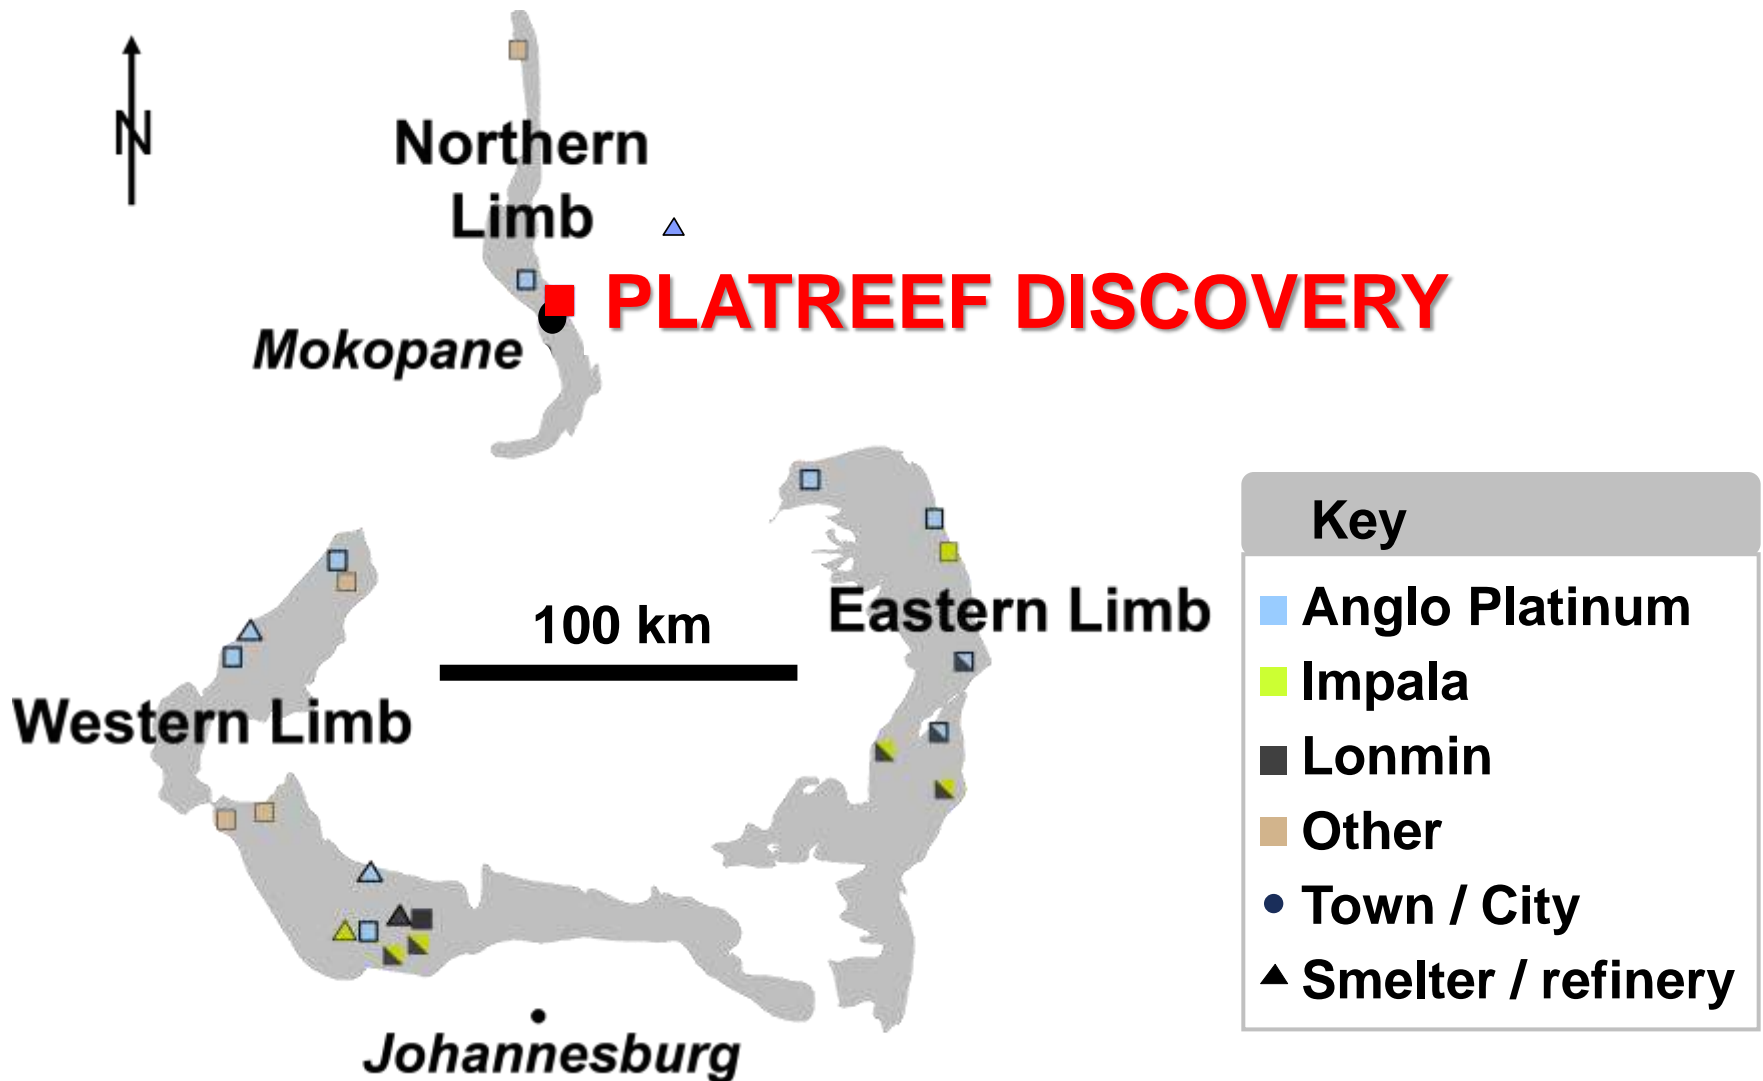 N
Northern
Limb
PLATREEF DISCOVERY
Mokopane
Key
Anglo Platinum
Impala
Lonmin
Other
Town / City
Smelter / refinery
Eastern Limb
100 km
Western Limb
Johannesburg